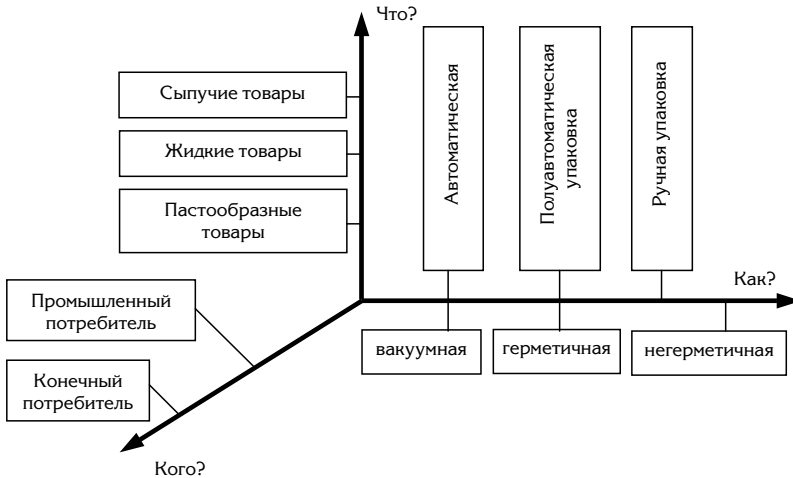 Что?
Сыпучие товары
Жидкие товары
Пастообразные
товары
Автоматическая
Полуавтоматическая
упаковка
Ручная упаковка
Как?
Промышленный
потребитель
вакуумная
герметичная
негерметичная
Конечный
потребитель
Кого?